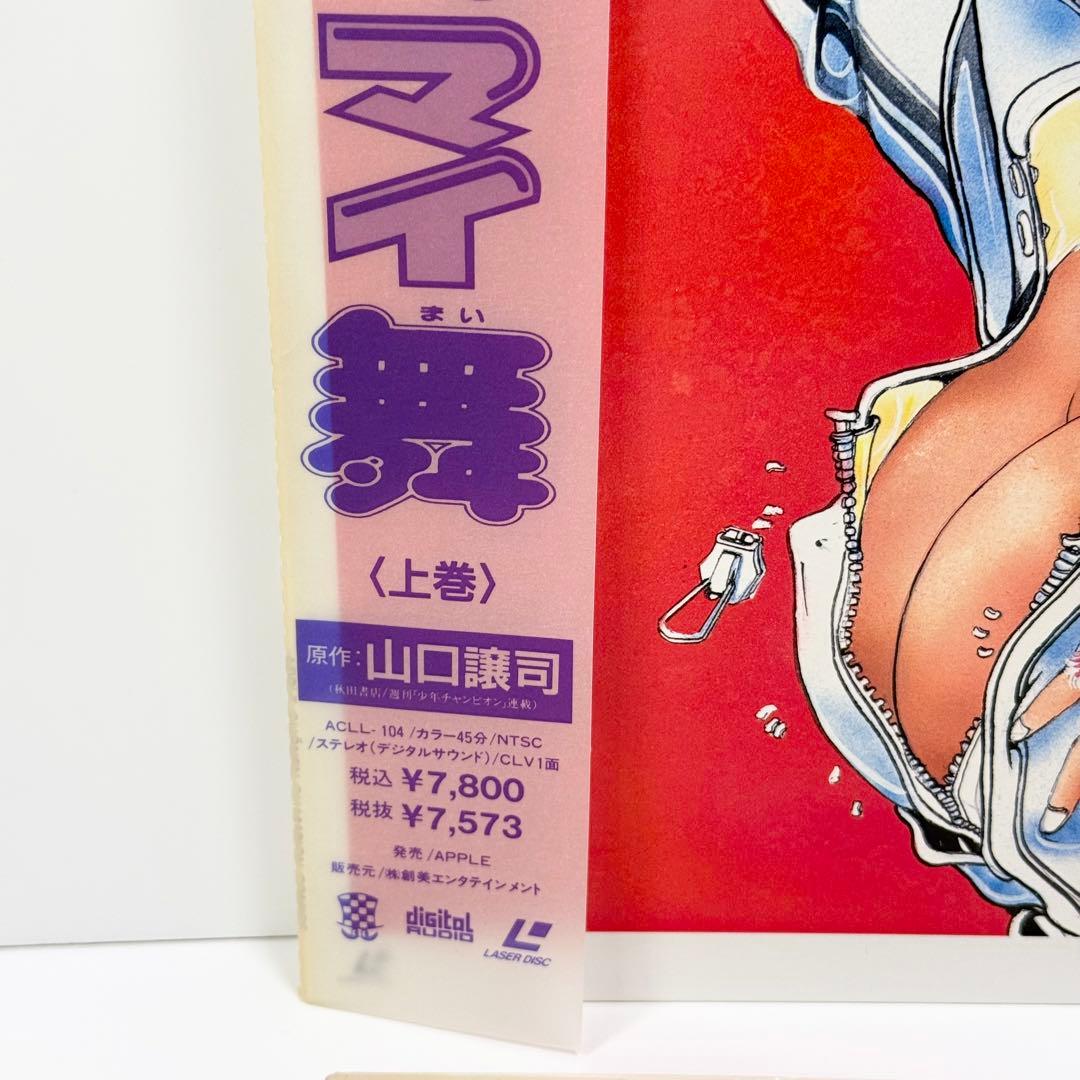 マイ
まい
舞
〈上巻〉
原作:山口譲司
(秋田書店/週刊「少年チャンピオン」連載)
ACLL-104/カラー45分/NTSC
/ステレオ(デジタルサウンド)/CLV1面
税込 ¥7,800
税抜 ¥7,573
発売/APPLE
販売元/㈱創美エンタテインメント
digital
AUDIO
LASER DISC